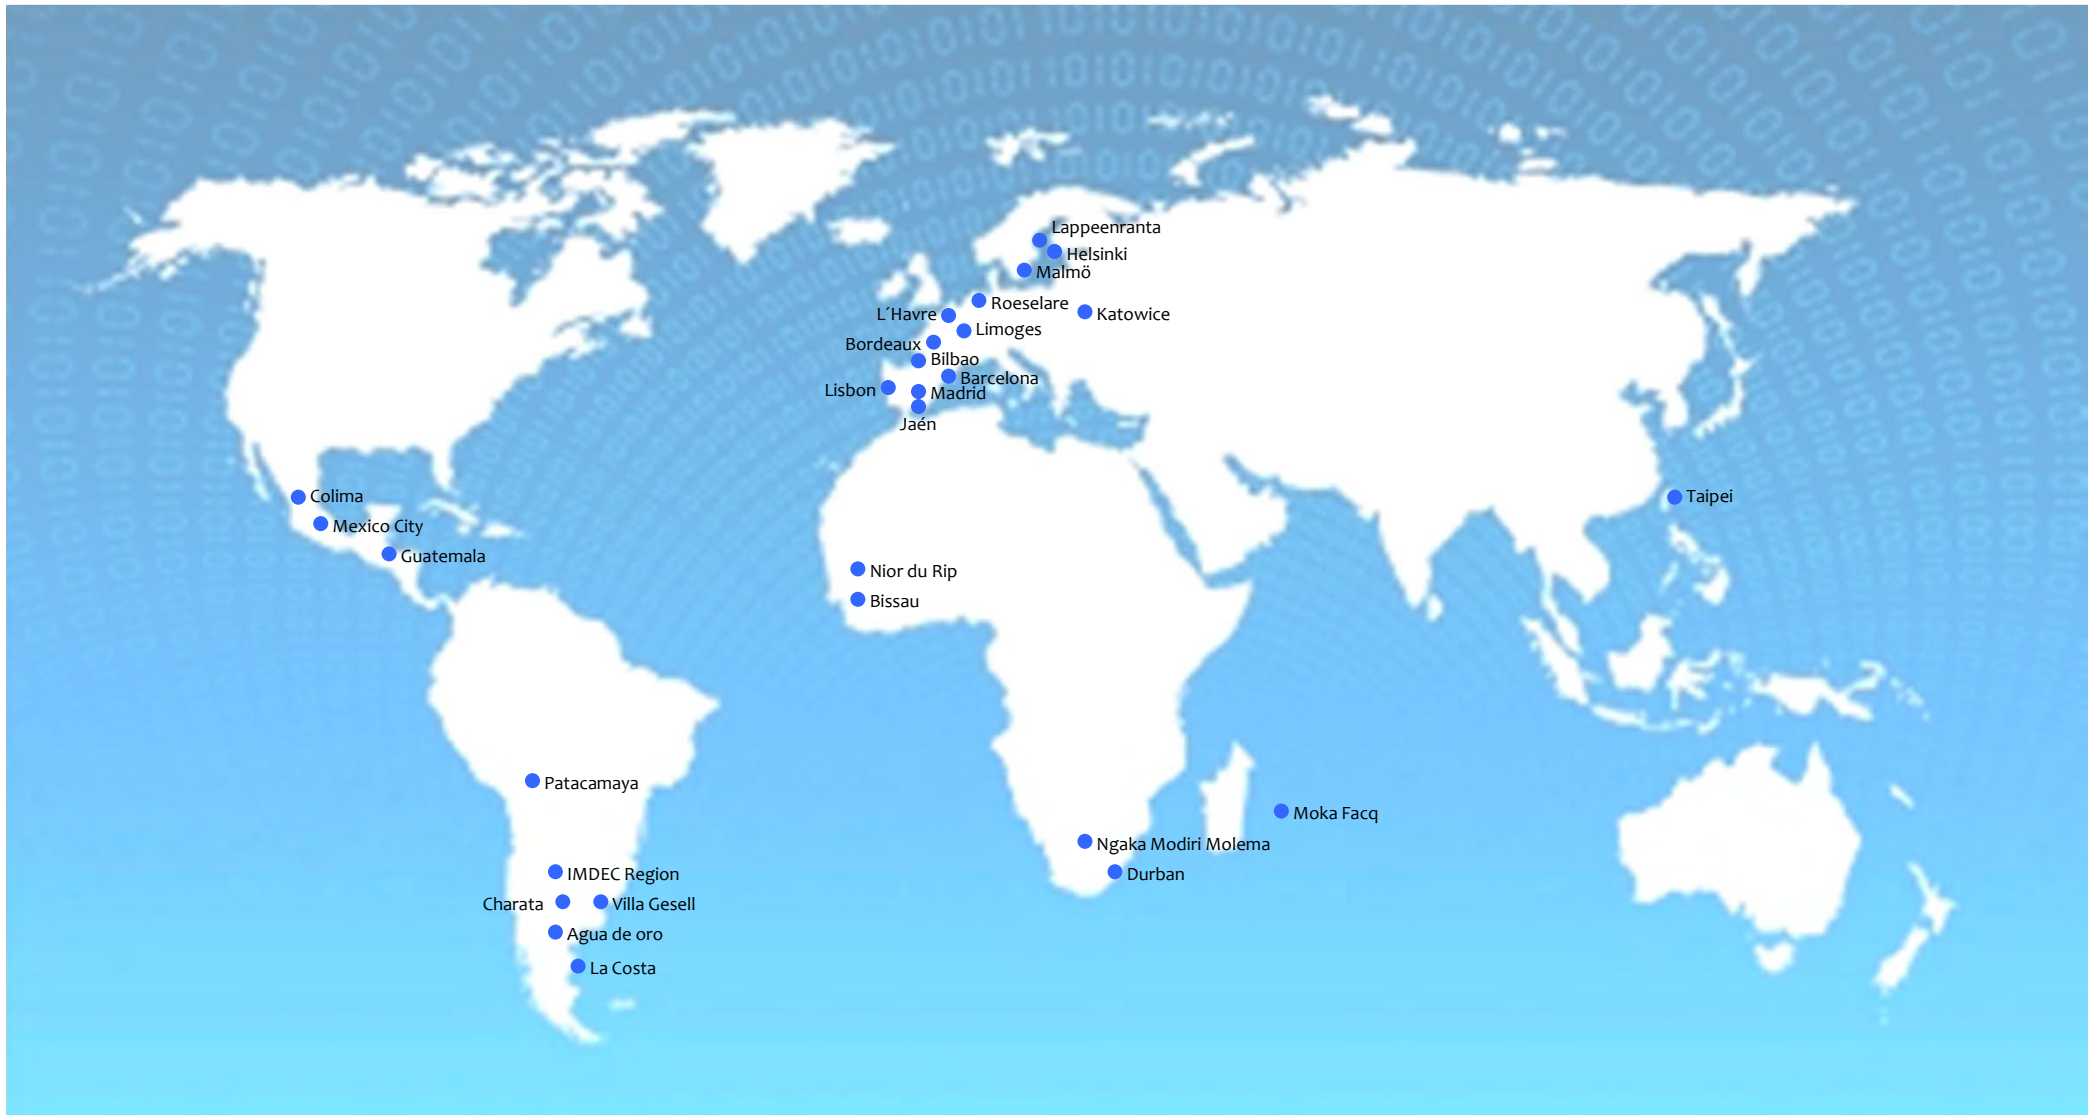 Lappeenranta
Helsinki
Malmö
Roeselare
L´Havre
Katowice
Limoges
Bordeaux
Bilbao
Barcelona
Lisbon
Madrid
Jaén
Colima
Taipei
Mexico City
Guatemala
Nior du Rip
Bissau
Patacamaya
Moka Facq
Ngaka Modiri Molema
IMDEC Region
Durban
Charata
Villa Gesell
Agua de oro
La Costa